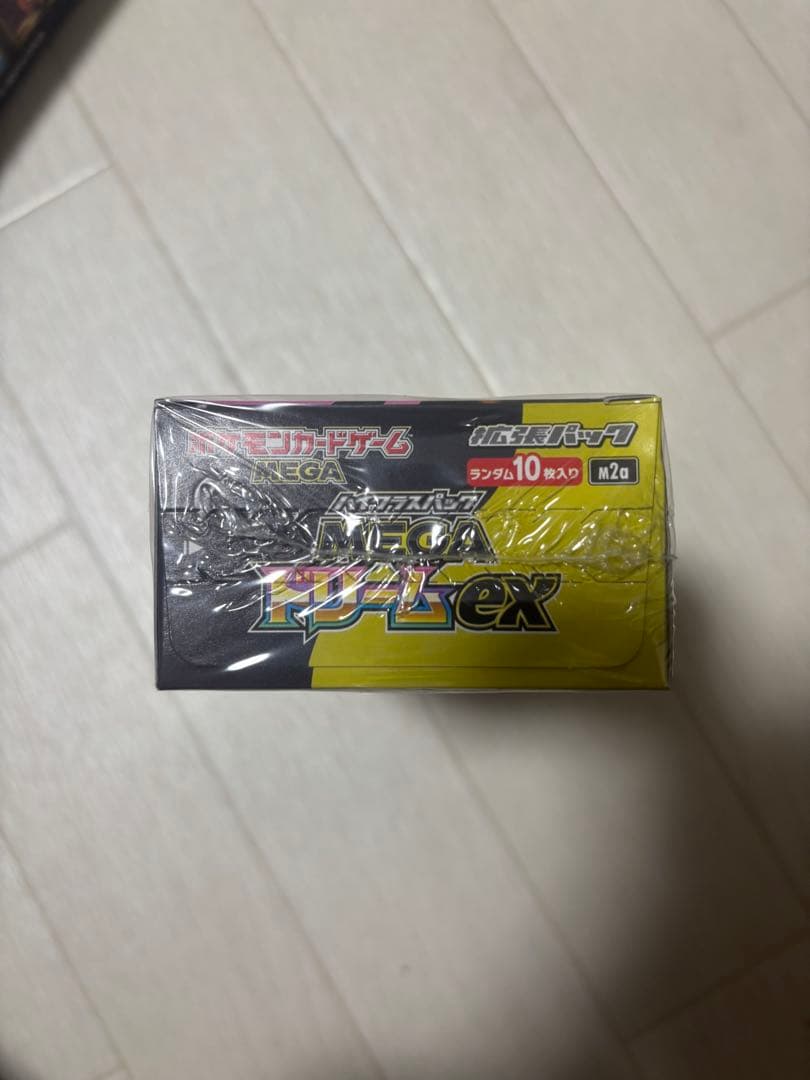 ポケモンカードゲーム
MEGA
拡張パック
ランダム10枚入り
M2a
ハイクラスパック
MEGA
ドリームex